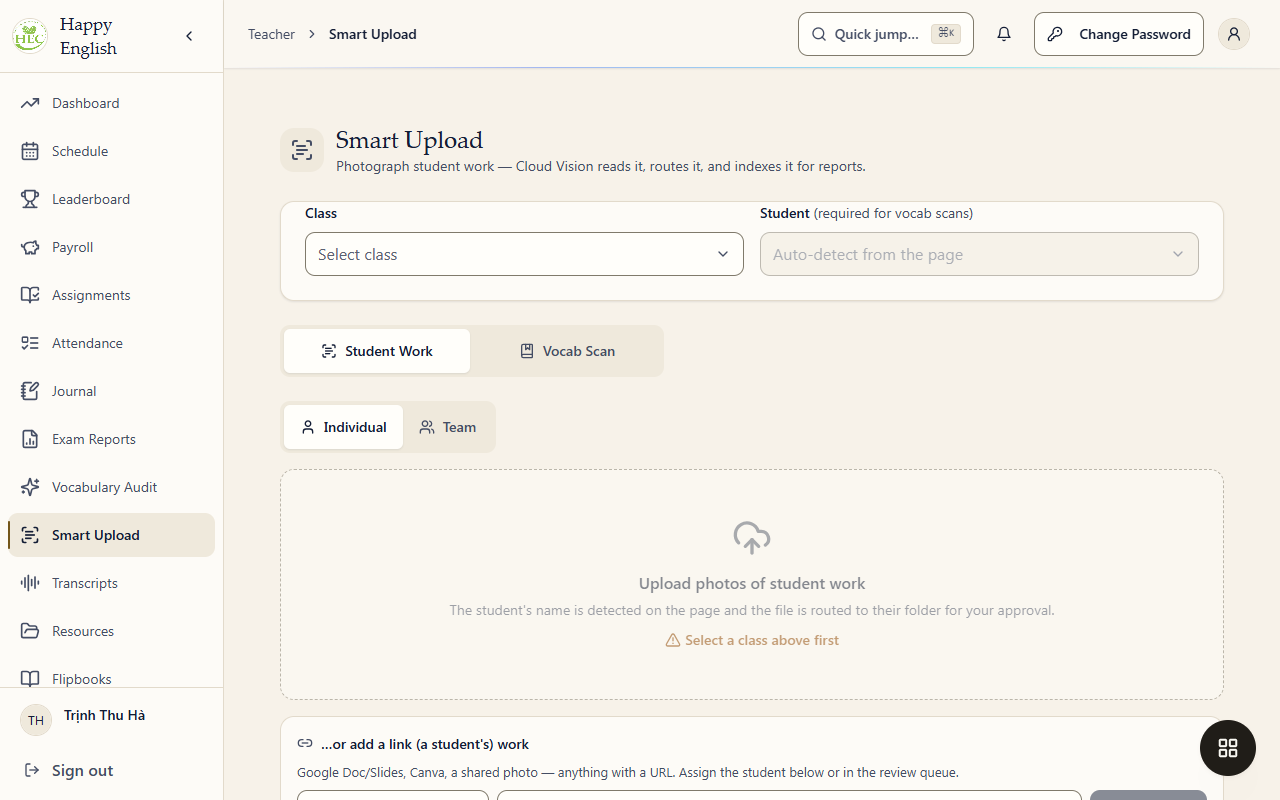 HEC
Happy
English
Dashboard
Schedule
Leaderboard
Payroll
Assignments
Attendance
Journal
Exam Reports
Vocabulary Audit
Smart Upload
Transcripts
Resources
Flipbooks
TH
Trịnh Thu Hà
Sign out
Teacher
Smart Upload
Quick jump...
⌘K
Change Password
Smart Upload
Photograph student work — Cloud Vision reads it, routes it, and indexes it for reports.
Class
Student (required for vocab scans)
Select class
Auto-detect from the page
Student Work
Vocab Scan
Individual
Team
Upload photos of student work
The student's name is detected on the page and the file is routed to their folder for your approval.
Select a class above first
...or add a link (a student's) work
Google Doc/Slides, Canva, a shared photo — anything with a URL. Assign the student below or in the review queue.